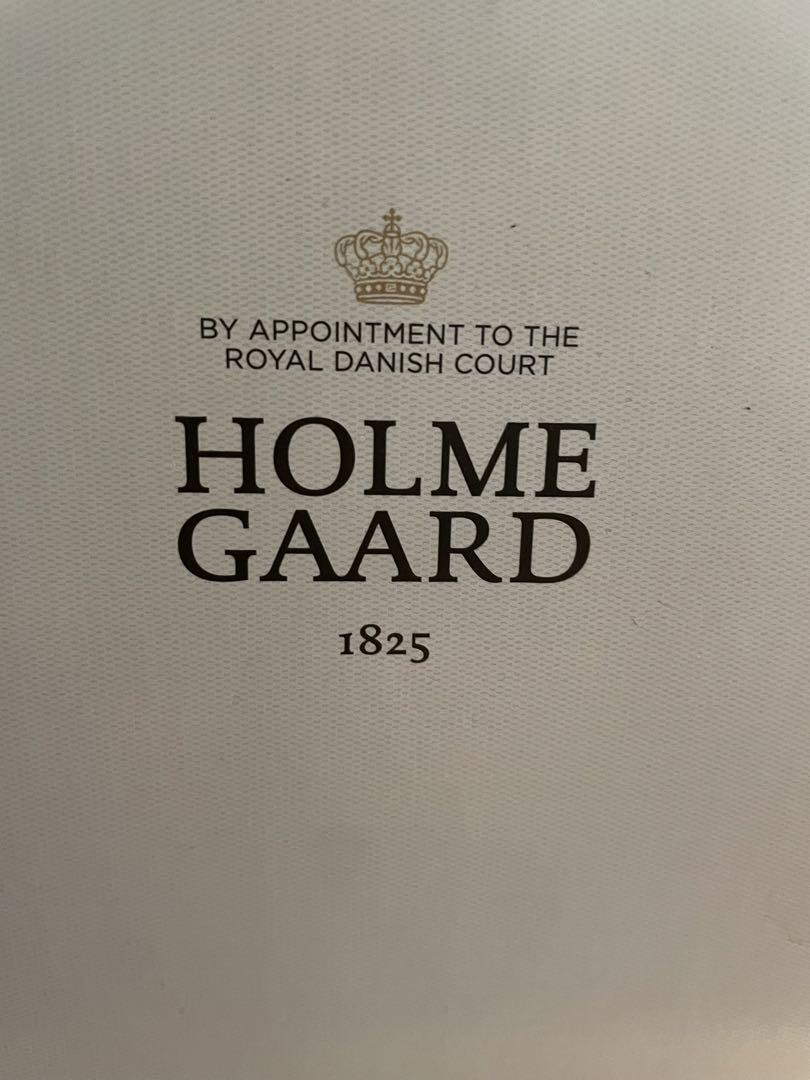 BY APPOINTMENT TO THE
ROYAL DANISH COURT
HOLME
GAARD
1825